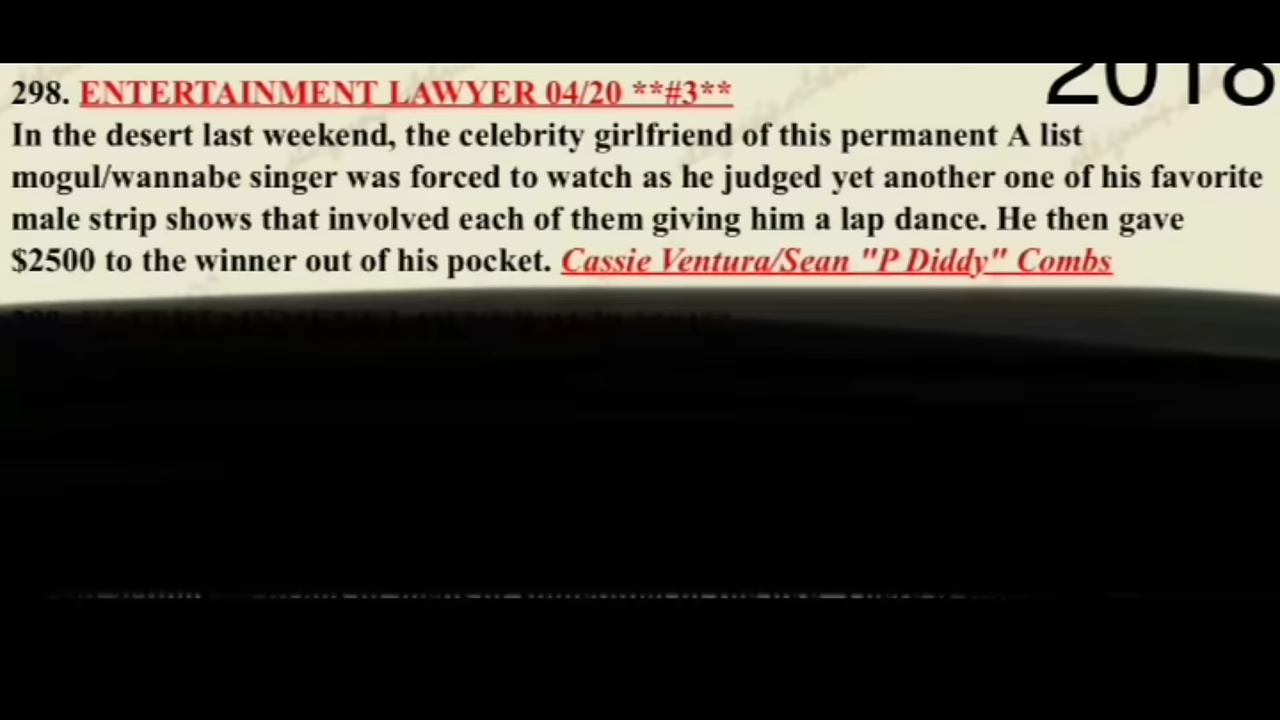 2018
298. ENTERTAINMENT LAWYER 04/20 **#3**
In the desert last weekend, the celebrity girlfriend of this permanent A list
mogul/wannabe singer was forced to watch as he judged yet another one of his favorite
male strip shows that involved each of them giving him a lap dance. He then gave
$2500 to the winner out of his pocket. Cassie Ventura/Sean "P Diddy" Combs